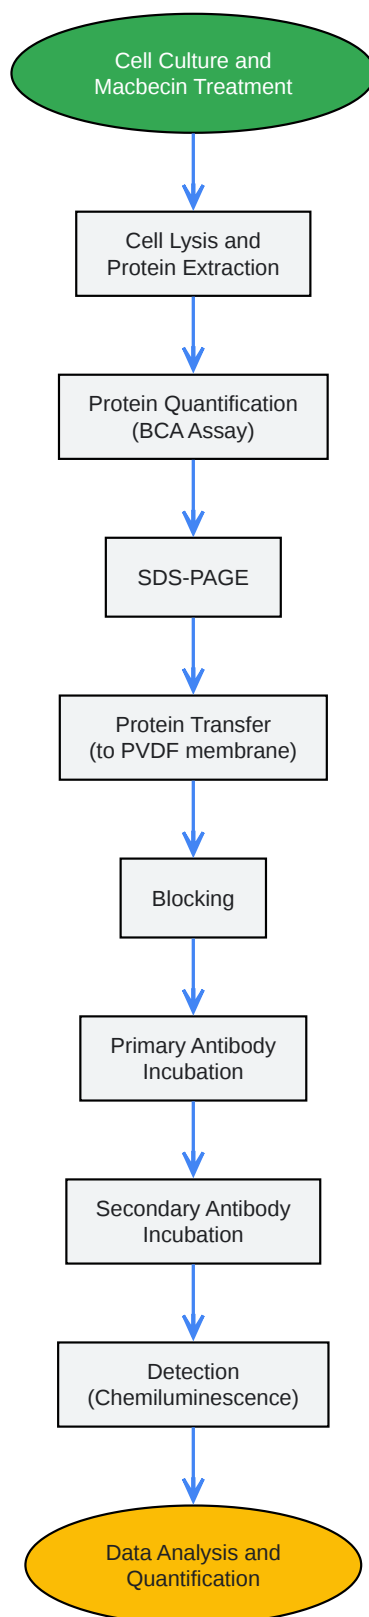 Cell Culture and
Macbecin Treatment
Cell Lysis and
Protein Extraction
Protein Quantification
(BCA Assay)
SDS-PAGE
Protein Transfer
(to PVDF membrane)
Blocking
Primary Antibody
Incubation
Secondary Antibody
Incubation
Detection
(Chemiluminescence)
Data Analysis and
Quantification